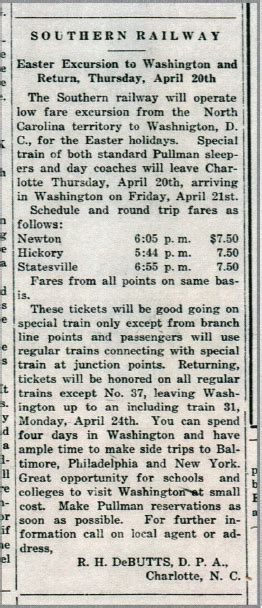 SOUTHERN RAILWAY
Easter Excursion to Washington and
Return, Thursday, April 20th
The Southern railway will operate
low fare excursion from the North
Carolina territory to Washnigton, D.
C., for the Easter holidays. Special
train of both standard Pullman sleep-
ers and day coaches will leave Char-
lotte Thursday, April 20th, arriving
in Washington on Friday, April 21st.
Schedule and round trip fares as
follows:
Newton 6:05 p. m. $7.50
Hickory 5:44 p. m. 7.50
Statesville 6:55 p. m. 7.50
Fares from all points on same bas-
is.
These tickets will be good going on
special train only except from branch
line points and passengers will use
regular trains connecting with special
train at junction points. Returning,
tickets will be honored on all regular
trains except No. 37, leaving Wash-
ington up to an including train 31,
Monday, April 24th. You can spend
four days in Washington and have
ample time to make side trips to Bal-
timore, Philadelphia and New York.
Great opportunity for schools and
colleges to visit Washington at small
cost. Make Pullman reservations as
soon as possible. For further in-
formation call on local agent or ad-
dress,
R. H. DeBUTTS, D. P. A.,
Charlotte, N. C.